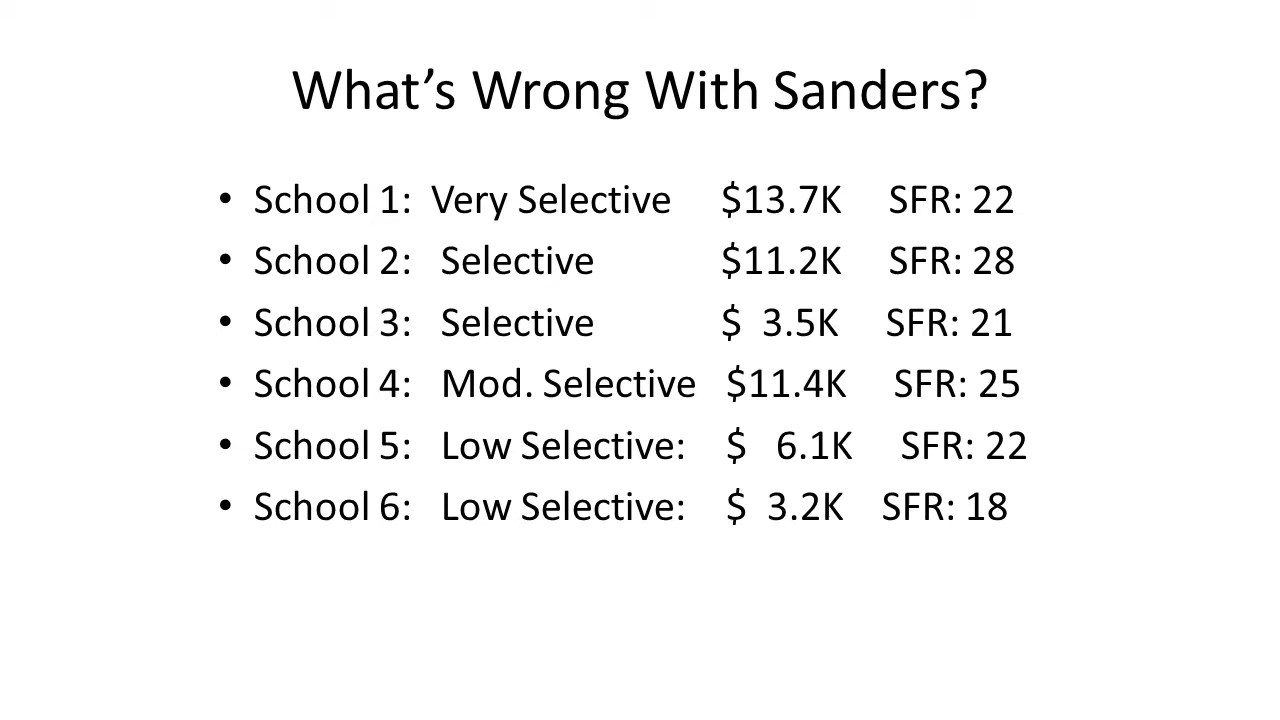 What’s Wrong With Sanders?
• School 1: Very Selective $13.7K SFR: 22
• School 2: Selective $11.2K SFR: 28
• School 3: Selective $ 3.5K SFR: 21
• School 4: Mod. Selective $11.4K SFR: 25
• School 5: Low Selective: $ 6.1K SFR: 22
• School 6: Low Selective: $ 3.2K SFR: 18